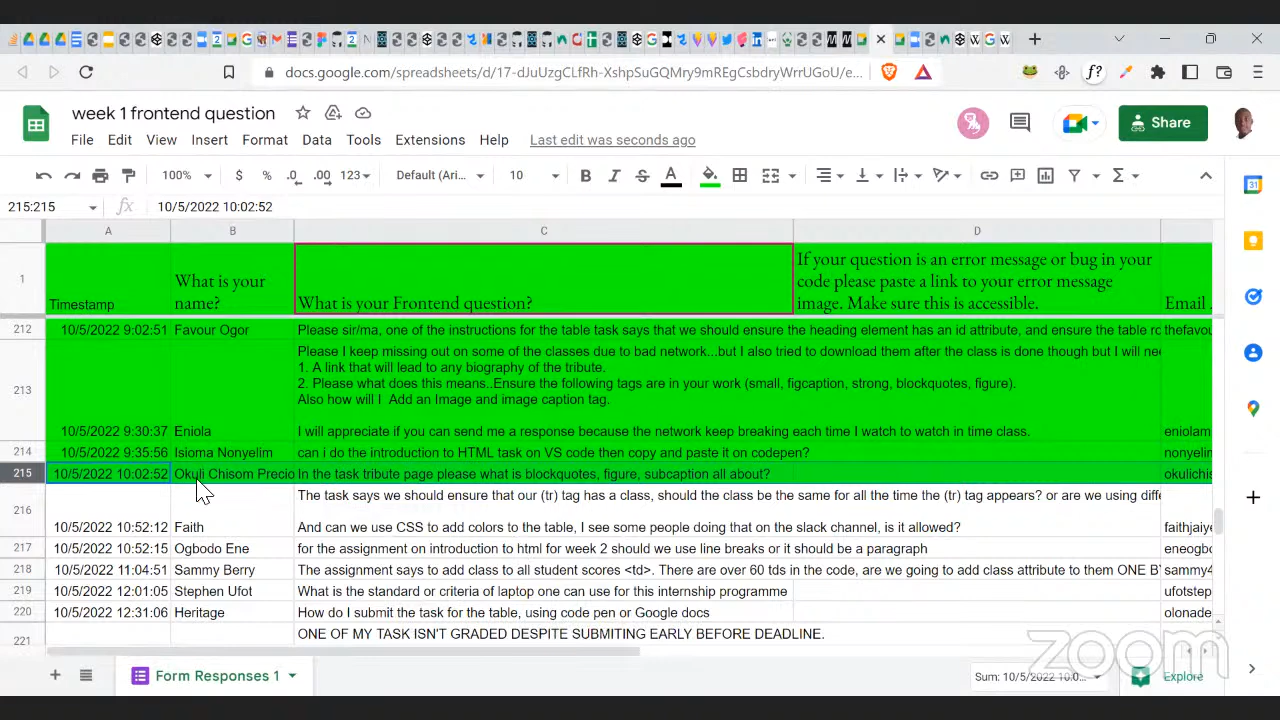 docs.google.com/spreadsheets/d/17-dJuUzgCLfRh-XshpSuGQMry9mREgCsbdryWrrUGoU/e...
week 1 frontend question
File Edit View Insert Format Data Tools Extensions Help Last edit was seconds ago
Share
100% $ % .0 .00 123 Default (Ari... 10 B I S A
215:215 fx 10/5/2022 10:02:52
A B C D
1 Timestamp What is your name? What is your Frontend question? If your question is an error message or bug in your code please paste a link to your error message image. Make sure this is accessible. Email
212 10/5/2022 9:02:51 Favour Ogor Please sir/ma, one of the instructions for the table task says that we should ensure the heading element has an id attribute, and ensure the table ro thefavou
Please I keep missing out on some of the classes due to bad network...but I also tried to download them after the class is done though but I will nee
1. A link that will lead to any biography of the tribute.
2. Please what does this means..Ensure the following tags are in your work (small, figcaption, strong, blockquotes, figure).
Also how will I Add an Image and image caption tag.
213 10/5/2022 9:30:37 Eniola I will appreciate if you can send me a response because the network keep breaking each time I watch to watch in time class. eniolam
214 10/5/2022 9:35:56 Isioma Nonyelim can i do the introduction to HTML task on VS code then copy and paste it on codepen? nonyelin
215 10/5/2022 10:02:52 Okuli Chisom Precio In the task tribute page please what is blockquotes, figure, subcaption all about? okulichis
The task says we should ensure that our (tr) tag has a class, should the class be the same for all the time the (tr) tag appears? or are we using diffe
216 10/5/2022 10:52:12 Faith And can we use CSS to add colors to the table, I see some people doing that on the slack channel, is it allowed? faithjaiye
217 10/5/2022 10:52:15 Ogbodo Ene for the assignment on introduction to html for week 2 should we use line breaks or it should be a paragraph eneogbo
218 10/5/2022 11:04:51 Sammy Berry The assignment says to add class to all student scores <td>. There are over 60 tds in the code, are we going to add class attribute to them ONE BY sammy4
219 10/5/2022 12:01:05 Stephen Ufot What is the standard or criteria of laptop one can use for this internship programme ufotstep
220 10/5/2022 12:31:06 Heritage How do I submit the task for the table, using code pen or Google docs olonade
221 ONE OF MY TASK ISN'T GRADED DESPITE SUBMITING EARLY BEFORE DEADLINE.
zoom
Form Responses 1 Sum: 10/5/2022 10:0... Explore